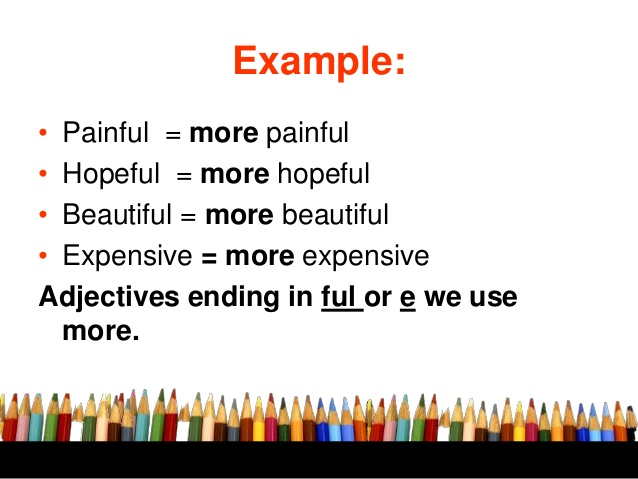 Example:
• Painful = more painful
• Hopeful = more hopeful
• Beautiful = more beautiful
• Expensive = more expensive
Adjectives ending in ful or e we use
more.